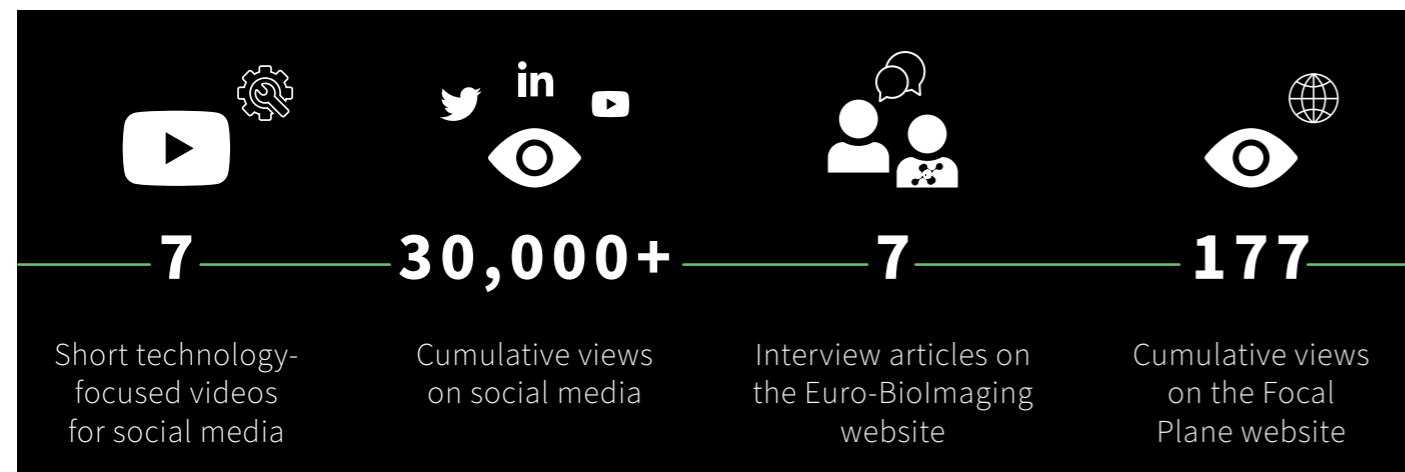 in
7
30,000+
7
177
Short technology-
focused videos
for social media
Cumulative views
on social media
Interview articles on
the Euro-BioImaging
website
Cumulative views
on the Focal
Plane website